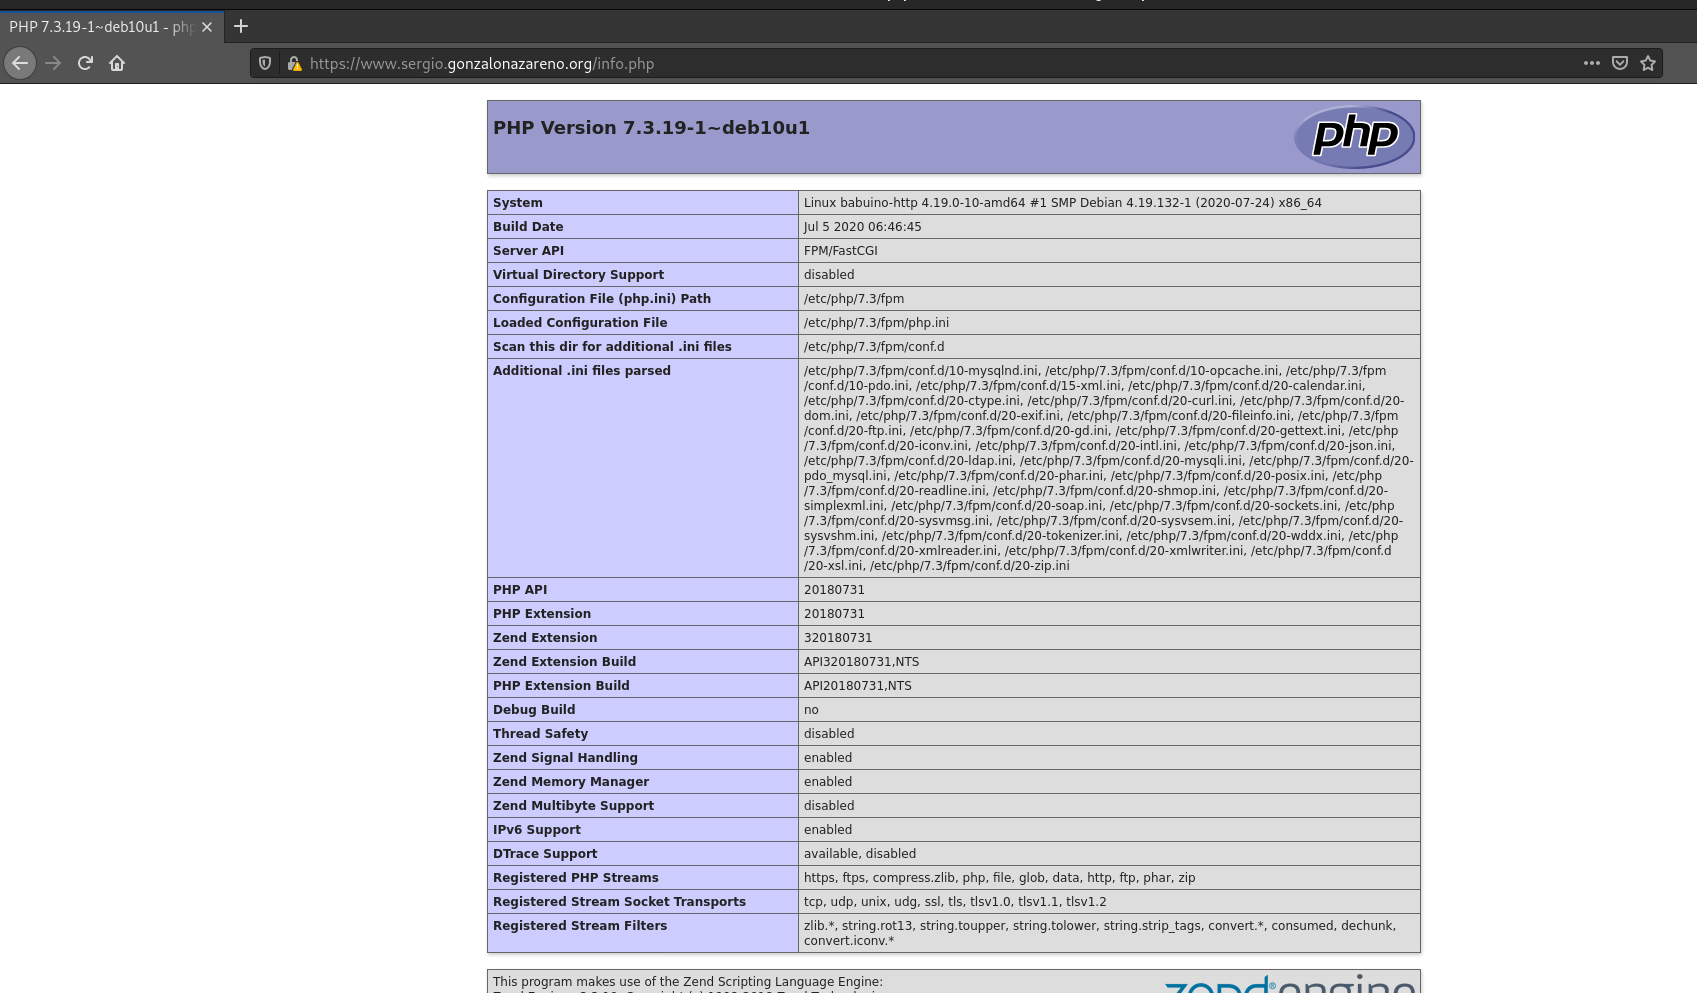 PHP 7.3.19-1~deb10u1 - php
https://www.sergio.gonzalonazareno.org/info.php
PHP Version 7.3.19-1~deb10u1
php
System Linux babuino-http 4.19.0-10-amd64 #1 SMP Debian 4.19.132-1 (2020-07-24) x86_64
Build Date Jul 5 2020 06:46:45
Server API FPM/FastCGI
Virtual Directory Support disabled
Configuration File (php.ini) Path /etc/php/7.3/fpm
Loaded Configuration File /etc/php/7.3/fpm/php.ini
Scan this dir for additional .ini files /etc/php/7.3/fpm/conf.d
Additional .ini files parsed /etc/php/7.3/fpm/conf.d/10-mysqlnd.ini, /etc/php/7.3/fpm/conf.d/10-opcache.ini, /etc/php/7.3/fpm
/conf.d/10-pdo.ini, /etc/php/7.3/fpm/conf.d/15-xml.ini, /etc/php/7.3/fpm/conf.d/20-calendar.ini,
/etc/php/7.3/fpm/conf.d/20-ctype.ini, /etc/php/7.3/fpm/conf.d/20-curl.ini, /etc/php/7.3/fpm/conf.d/20-
dom.ini, /etc/php/7.3/fpm/conf.d/20-exif.ini, /etc/php/7.3/fpm/conf.d/20-fileinfo.ini, /etc/php/7.3/fpm
/conf.d/20-ftp.ini, /etc/php/7.3/fpm/conf.d/20-gd.ini, /etc/php/7.3/fpm/conf.d/20-gettext.ini, /etc/php
/7.3/fpm/conf.d/20-iconv.ini, /etc/php/7.3/fpm/conf.d/20-intl.ini, /etc/php/7.3/fpm/conf.d/20-json.ini,
/etc/php/7.3/fpm/conf.d/20-ldap.ini, /etc/php/7.3/fpm/conf.d/20-mysqli.ini, /etc/php/7.3/fpm/conf.d/20-
pdo_mysql.ini, /etc/php/7.3/fpm/conf.d/20-phar.ini, /etc/php/7.3/fpm/conf.d/20-posix.ini, /etc/php
/7.3/fpm/conf.d/20-readline.ini, /etc/php/7.3/fpm/conf.d/20-shmop.ini, /etc/php/7.3/fpm/conf.d/20-
simplexml.ini, /etc/php/7.3/fpm/conf.d/20-soap.ini, /etc/php/7.3/fpm/conf.d/20-sockets.ini, /etc/php
/7.3/fpm/conf.d/20-sysvmsg.ini, /etc/php/7.3/fpm/conf.d/20-sysvsem.ini, /etc/php/7.3/fpm/conf.d/20-
sysvshm.ini, /etc/php/7.3/fpm/conf.d/20-tokenizer.ini, /etc/php/7.3/fpm/conf.d/20-wddx.ini, /etc/php
/7.3/fpm/conf.d/20-xmlreader.ini, /etc/php/7.3/fpm/conf.d/20-xmlwriter.ini, /etc/php/7.3/fpm/conf.d
/20-xsl.ini, /etc/php/7.3/fpm/conf.d/20-zip.ini
PHP API 20180731
PHP Extension 20180731
Zend Extension 320180731
Zend Extension Build API320180731,NTS
PHP Extension Build API20180731,NTS
Debug Build no
Thread Safety disabled
Zend Signal Handling enabled
Zend Memory Manager enabled
Zend Multibyte Support disabled
IPv6 Support enabled
DTrace Support available, disabled
Registered PHP Streams https, ftps, compress.zlib, php, file, glob, data, http, ftp, phar, zip
Registered Stream Socket Transports tcp, udp, unix, udg, ssl, tls, tlsv1.0, tlsv1.1, tlsv1.2
Registered Stream Filters zlib.*, string.rot13, string.toupper, string.tolower, string.strip_tags, convert.*, consumed, dechunk,
convert.iconv.*
This program makes use of the Zend Scripting Language Engine:
zend engine